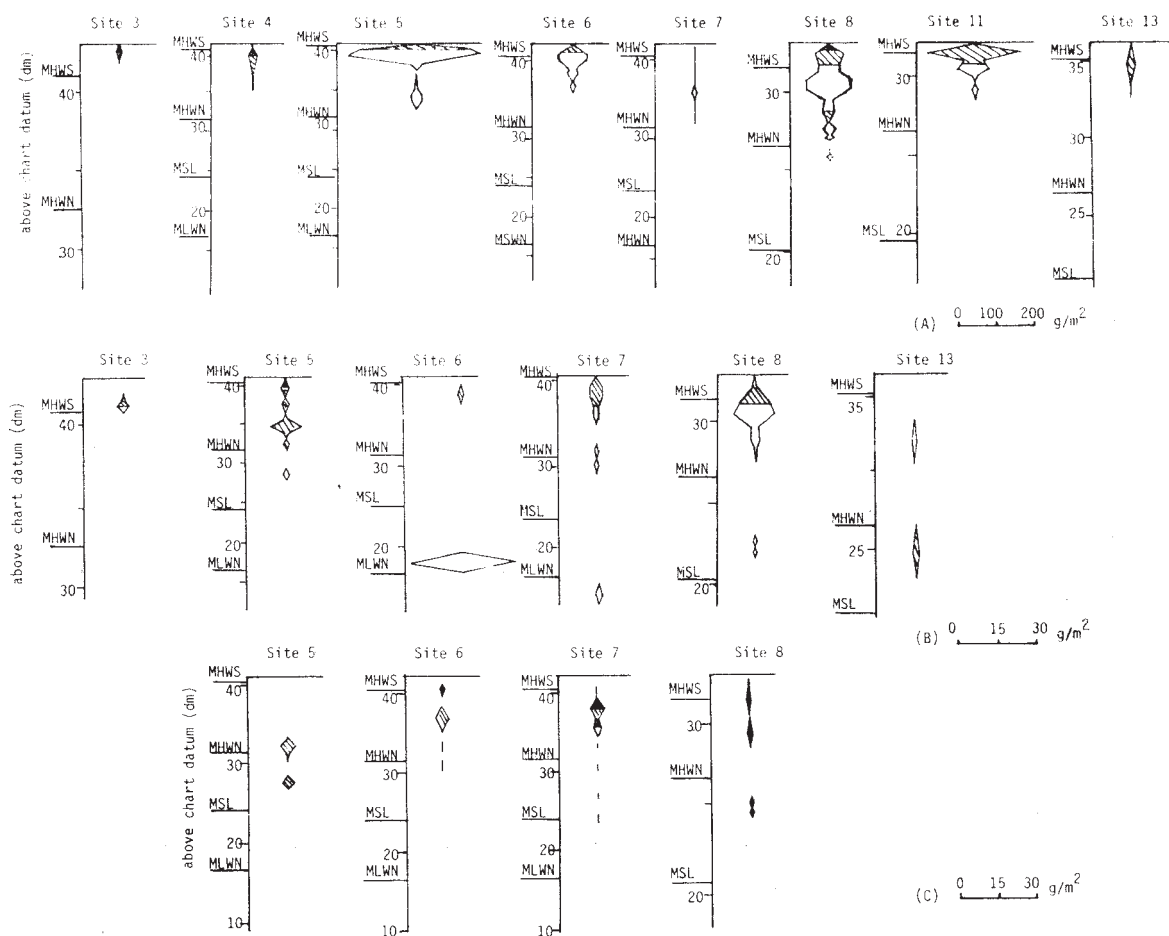 Site 3 Site 4 Site 5 Site 6 Site 7 Site 8 Site 11 Site 13
above chart datum (dm)
MHWS
40
MHWN
30
MHWS
40
MHWN
30
MSL
20
MLWN
MHWS
40
MHWN
30
MSL
20
MLWN
MHWS
40
MHWN
30
MSL
20
MSWN
MHWS
40
MHWN
30
MSL
20
MHWN
MHWS
30
MHWN
MSL
20
MHWS
30
MHWN
MSL 20
MHWS
35
30
MHWN
25
MSL
(A) 0 100 200 g/m²
Site 3 Site 5 Site 6 Site 7 Site 8 Site 13
above chart datum (dm)
MHWS
40
MHWN
30
MHWS
40
MHWN
30
MSL
20
MLWN
MHWS
40
MHWN
30
MSL
20
MLWN
MHWS
40
MHWN
30
MSL
20
MLWN
MHWS
30
MHWN
MSL
20
MHWS
35
MHWN
25
MSL
(B) 0 15 30 g/m²
Site 5 Site 6 Site 7 Site 8
above chart datum (dm)
MHWS
40
MHWN
30
MSL
20
MLWN
10
MHWS
40
MHWN
30
MSL
20
MLWN
10
MHWS
40
MHWN
30
MSL
20
MLWN
10
MHWS
30
MHWN
MSL
20
(C) 0 15 30 g/m²